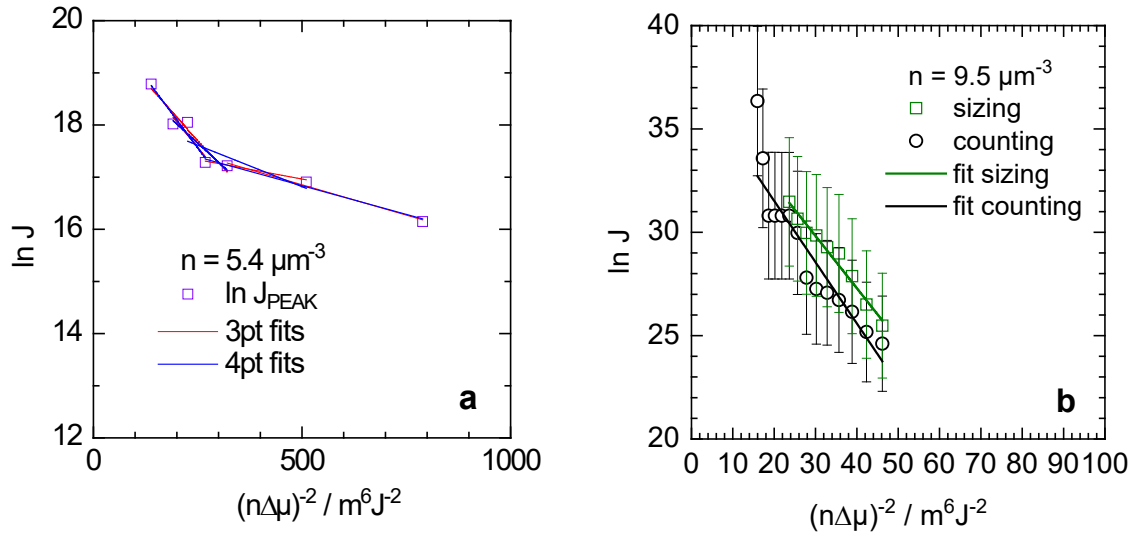 20
18
16
14
12
ln J
n = 5.4 µm⁻³
ln J_PEAK
3pt fits
4pt fits
a
0 500 1000
(nΔµ)⁻² / m⁶J⁻²
40
35
30
25
20
ln J
n = 9.5 µm⁻³
sizing
counting
fit sizing
fit counting
b
0 10 20 30 40 50 60 70 80 90 100
(nΔµ)⁻² / m⁶J⁻²